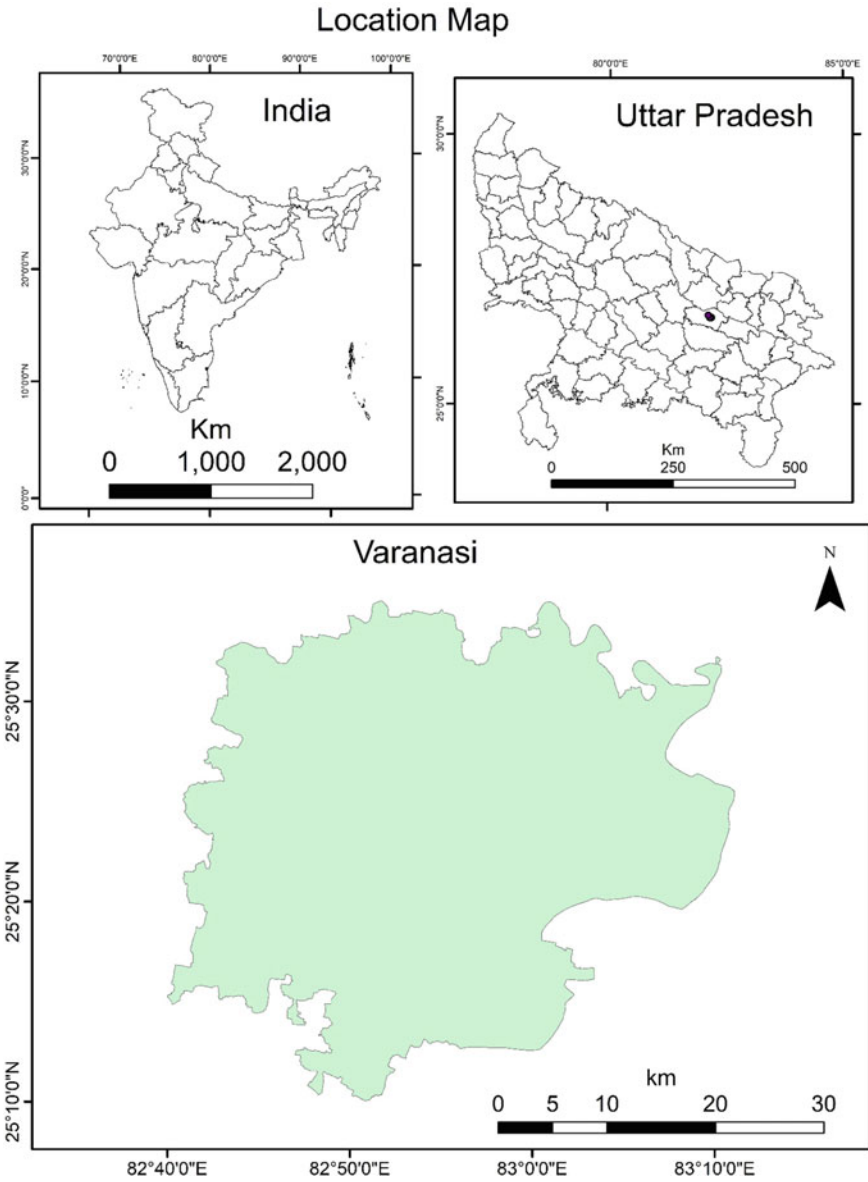 Location Map
70°0'0"E 80°0'0"E 90°0'0"E 100°0'0"E
India
30°0'0"N
20°0'0"N
10°0'0"N
0°0'0"
Km
0 1,000 2,000
80°0'0"E 85°0'0"E
Uttar Pradesh
30°0'0"N
25°0'0"N
Km
0 250 500
Varanasi
N
25°30'0"N
25°20'0"N
25°10'0"N
km
0 5 10 20 30
82°40'0"E 82°50'0"E 83°0'0"E 83°10'0"E